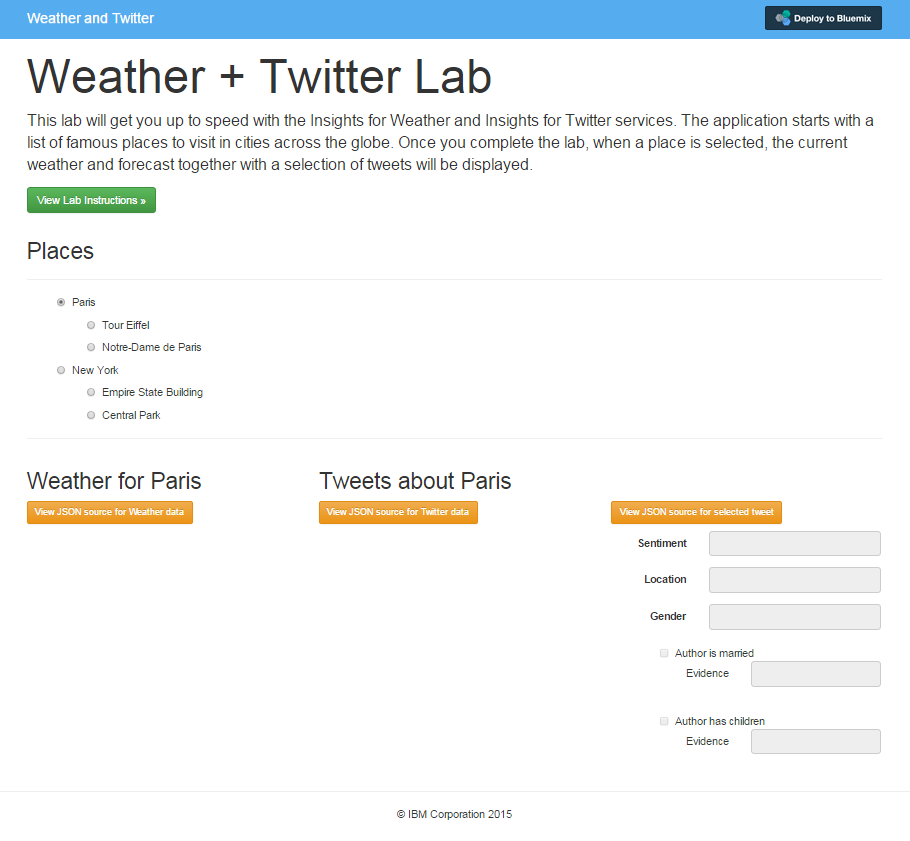 Weather and Twitter
Deploy to Bluemix
Weather + Twitter Lab
This lab will get you up to speed with the Insights for Weather and Insights for Twitter services. The application starts with a
list of famous places to visit in cities across the globe. Once you complete the lab, when a place is selected, the current
weather and forecast together with a selection of tweets will be displayed.
View Lab Instructions »
Places
Paris
Tour Eiffel
Notre-Dame de Paris
New York
Empire State Building
Central Park
Weather for Paris
Tweets about Paris
View JSON source for Weather data
View JSON source for Twitter data
View JSON source for selected tweet
Sentiment
Location
Gender
Author is married
Evidence
Author has children
Evidence
© IBM Corporation 2015